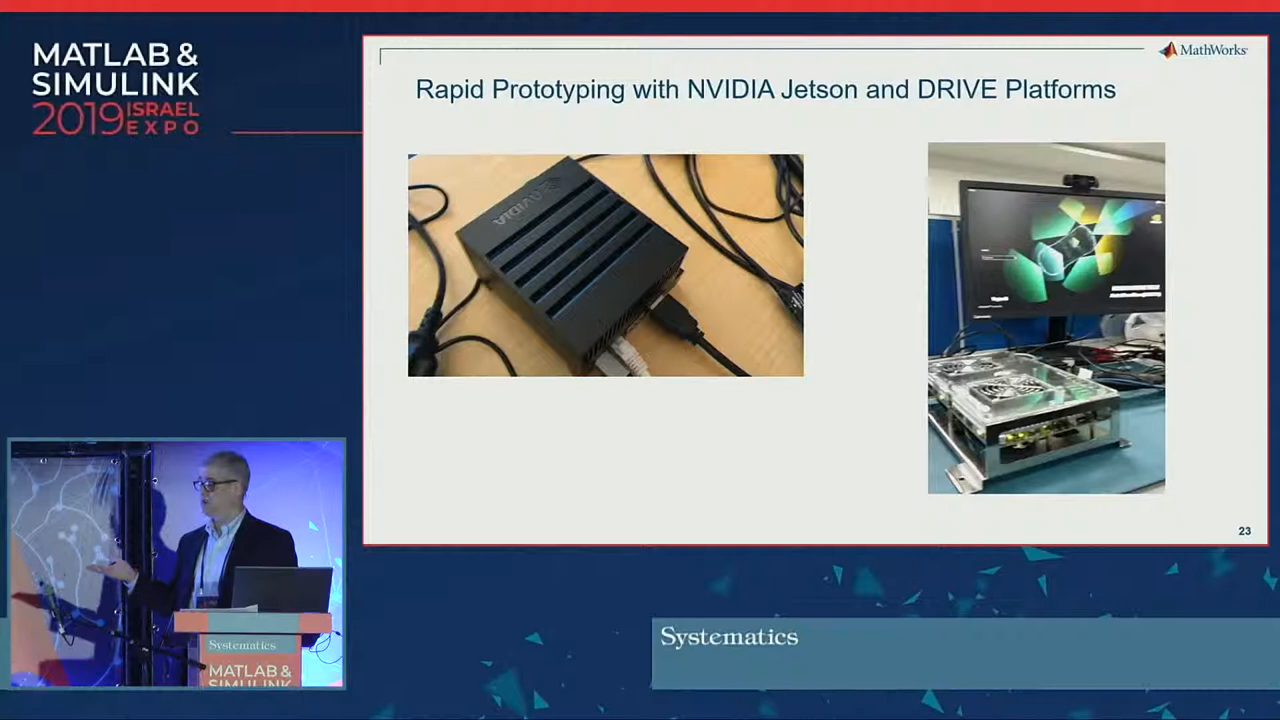 MATLAB &
SIMULINK
2019 ISRAEL
EXPO
MathWorks
Rapid Prototyping with NVIDIA Jetson and DRIVE Platforms
NVIDIA
23
Systematics
MATLAB &
SIMULINK
Systematics